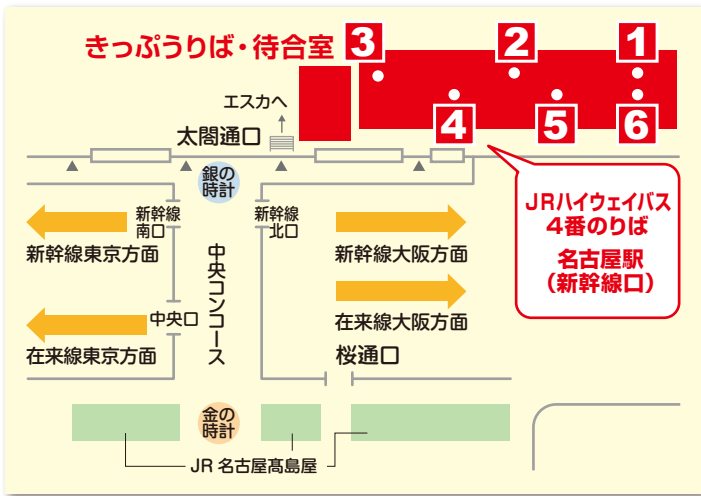 きっぷうりば・待合室
3
2
1
4
5
6
エスカへ
太閤通口
銀の
時計
JRハイウェイバス
4番のりば
名古屋駅
(新幹線口)
新幹線
南口
新幹線
北口
新幹線東京方面
新幹線大阪方面
中央コンコース
中央口
在来線東京方面
在来線大阪方面
桜通口
金の
時計
JR 名古屋髙島屋